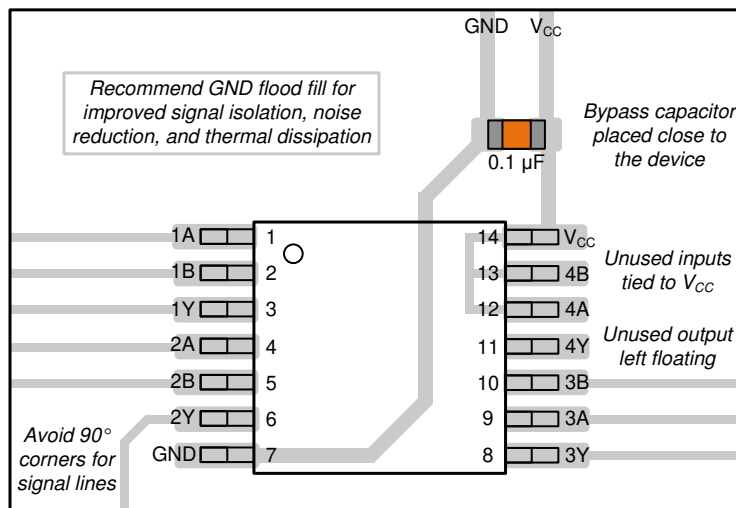 GND VCC
Recommend GND flood fill for
improved signal isolation, noise
reduction, and thermal dissipation
Bypass capacitor
placed close to
the device
0.1 µF
1A 1 14 VCC
1B 2 13 4B
1Y 3 12 4A
2A 4 11 4Y
2B 5 10 3B
2Y 6 9 3A
GND 7 8 3Y
Unused inputs
tied to VCC
Unused output
left floating
Avoid 90°
corners for
signal lines